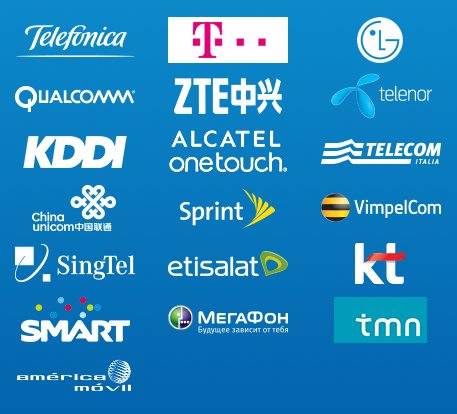 Telefónica
T
LG
QUALCOMM
ZTE中兴
telenor
KDDI
ALCATEL
onetouch.
TELECOM
ITALIA
China
unicom中国联通
Sprint
VimpelCom
SingTel
etisalat
kt
SMART
МЕГАФОН
Будущее зависит от тебя
tmn
américa
móvil